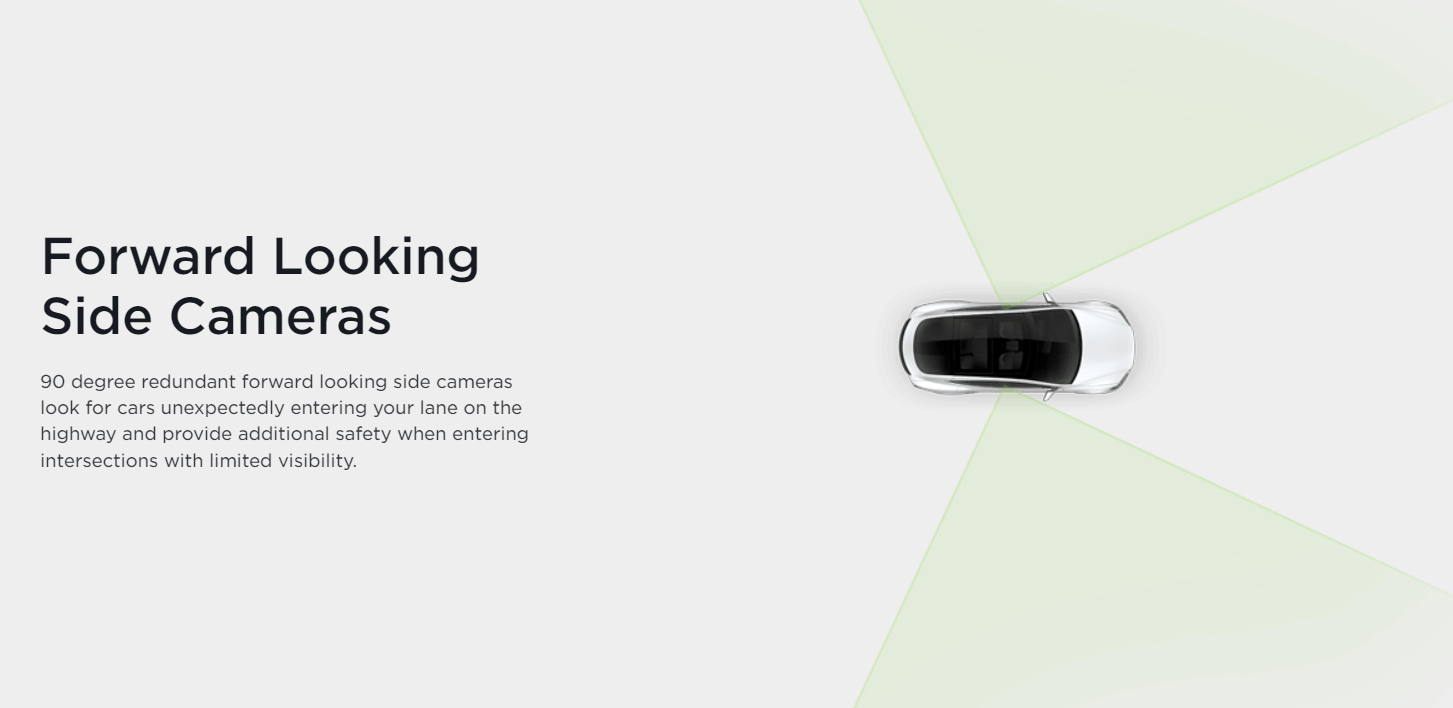 Forward Looking
Side Cameras
90 degree redundant forward looking side cameras
look for cars unexpectedly entering your lane on the
highway and provide additional safety when entering
intersections with limited visibility.